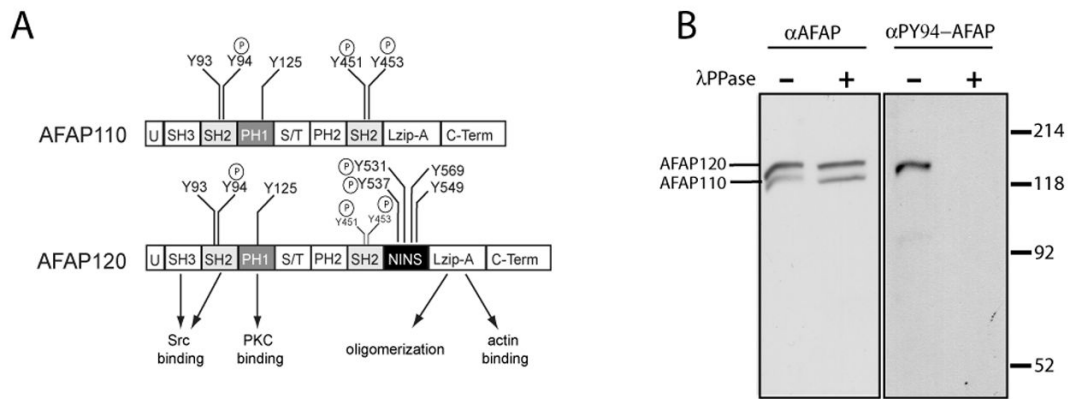 A
Y93 Y94 P Y125 Y451 P Y453 P
AFAP110 U SH3 SH2 PH1 S/T PH2 SH2 Lzip-A C-Term
P Y531 Y569
P Y537 Y549
Y93 Y94 P Y125 Y451 P Y453 P
AFAP120 U SH3 SH2 PH1 S/T PH2 SH2 NINS Lzip-A C-Term
Src binding
PKC binding
oligomerization
actin binding
B
αAFAP αPY94-AFAP
λPPase - + - +
AFAP120
AFAP110
214
118
92
52